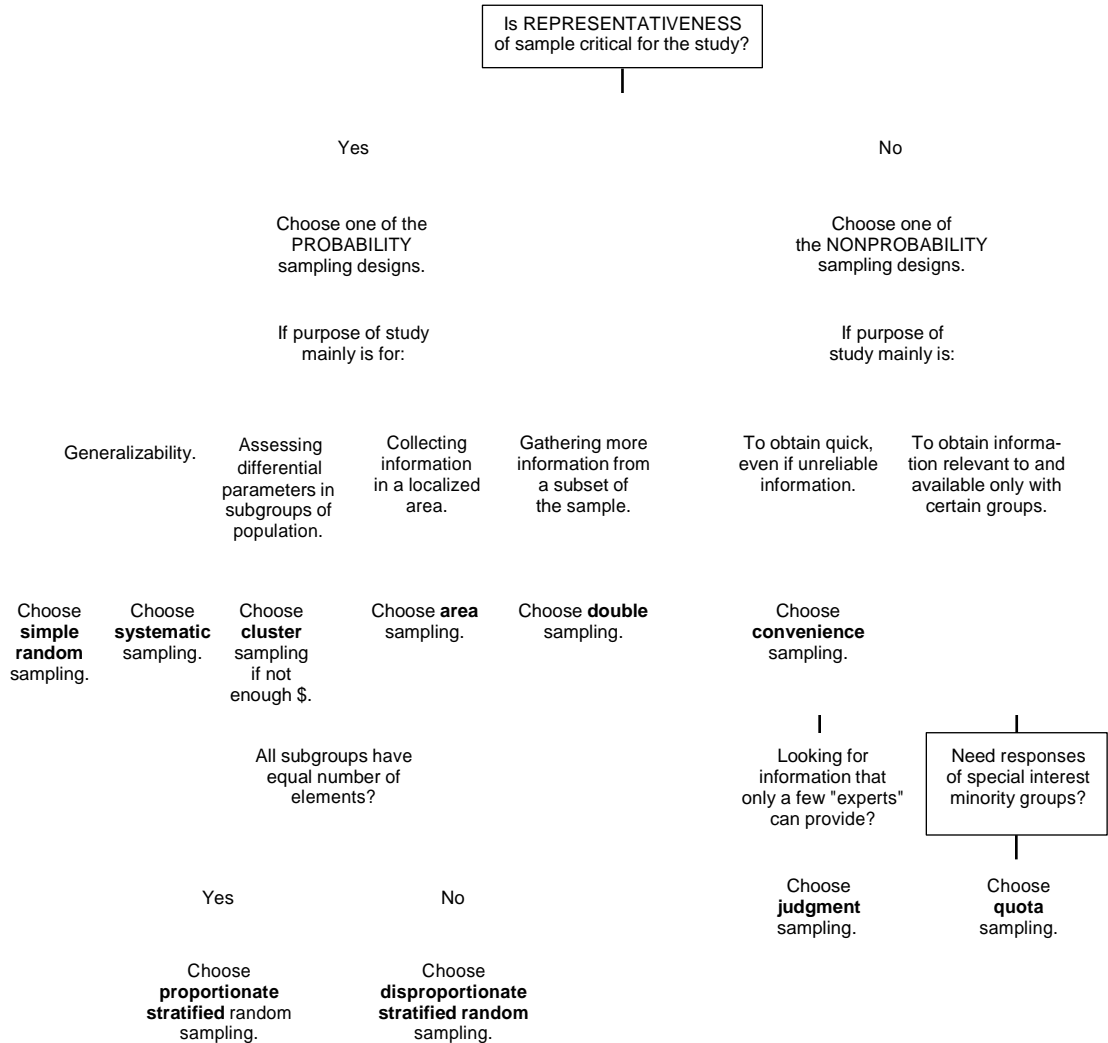 Is REPRESENTATIVENESS
of sample critical for the study?
Yes
No
Choose one of the
PROBABILITY
sampling designs.
Choose one of
the NONPROBABILITY
sampling designs.
If purpose of study
mainly is for:
If purpose of
study mainly is:
Generalizability.
Assessing
differential
parameters in
subgroups of
population.
Collecting
information
in a localized
area.
Gathering more
information from
a subset of
the sample.
To obtain quick,
even if unreliable
information.
To obtain informa-
tion relevant to and
available only with
certain groups.
Choose
simple
random
sampling.
Choose
systematic
sampling.
Choose
cluster
sampling
if not
enough $.
Choose area
sampling.
Choose double
sampling.
Choose
convenience
sampling.
All subgroups have
equal number of
elements?
Looking for
information that
only a few "experts"
can provide?
Need responses
of special interest
minority groups?
Yes
No
Choose
judgment
sampling.
Choose
quota
sampling.
Choose
proportionate
stratified random
sampling.
Choose
disproportionate
stratified random
sampling.